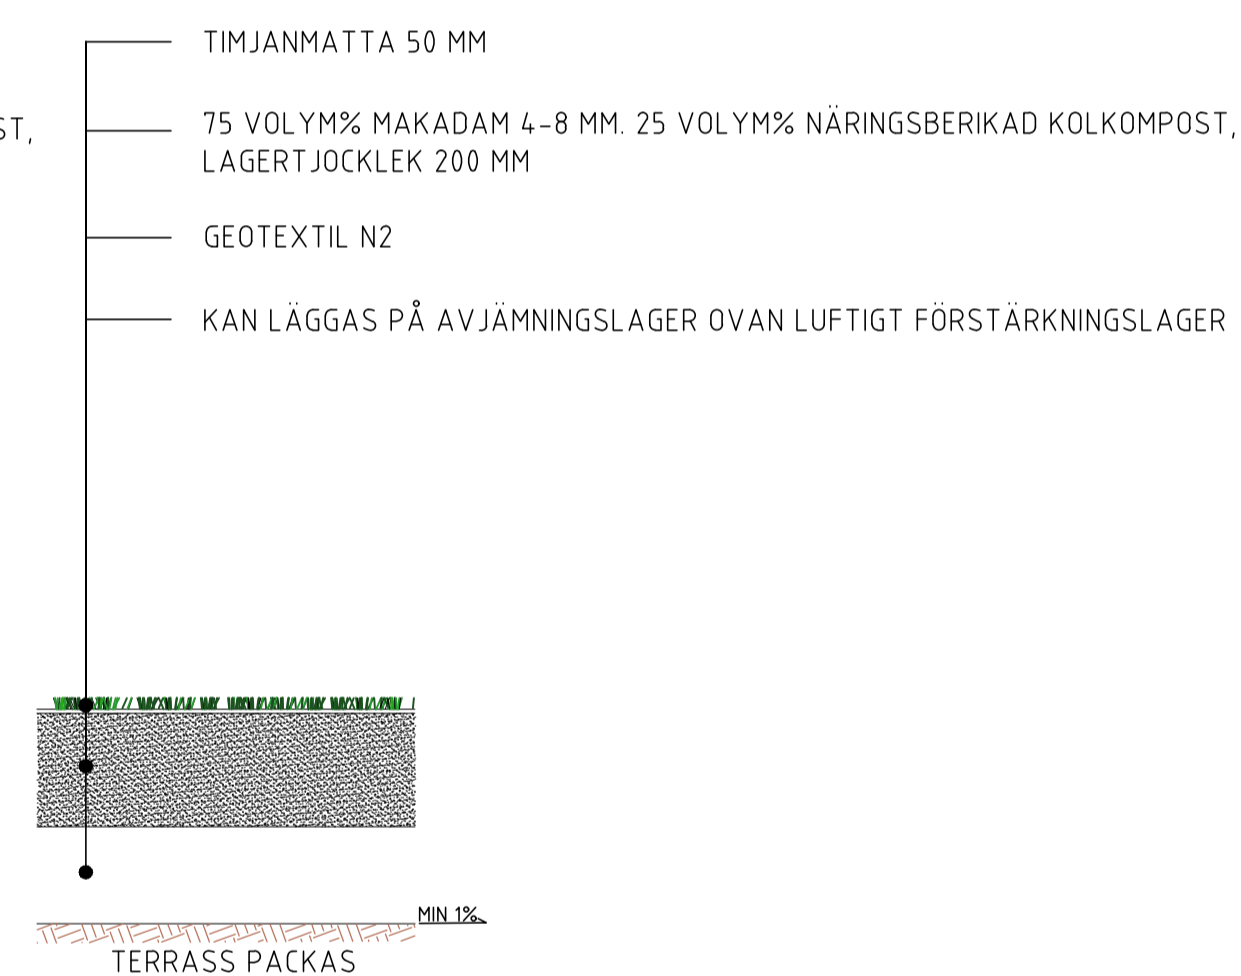 TIMJANMATTA 50 MM
ST,
75 VOLYM% MAKADAM 4-8 MM. 25 VOLYM% NÄRINGSBERIKAD KOLKOMPOST,
LAGERTJOCKLEK 200 MM
GEOTEXTIL N2
KAN LÄGGAS PÅ AVJÄMNINGSLAGER OVAN LUFTIGT FÖRSTÄRKNINGSLAGER
MIN 1%
TERRASS PACKAS